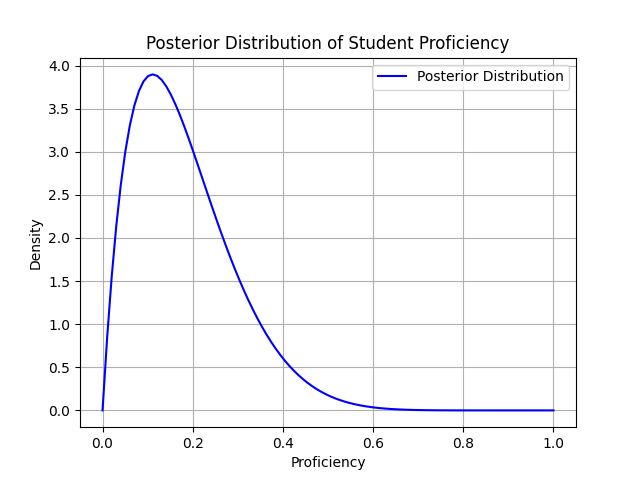 Posterior Distribution of Student Proficiency
Posterior Distribution
4.0
3.5
3.0
2.5
2.0
1.5
1.0
0.5
0.0
Density
0.0 0.2 0.4 0.6 0.8 1.0
Proficiency